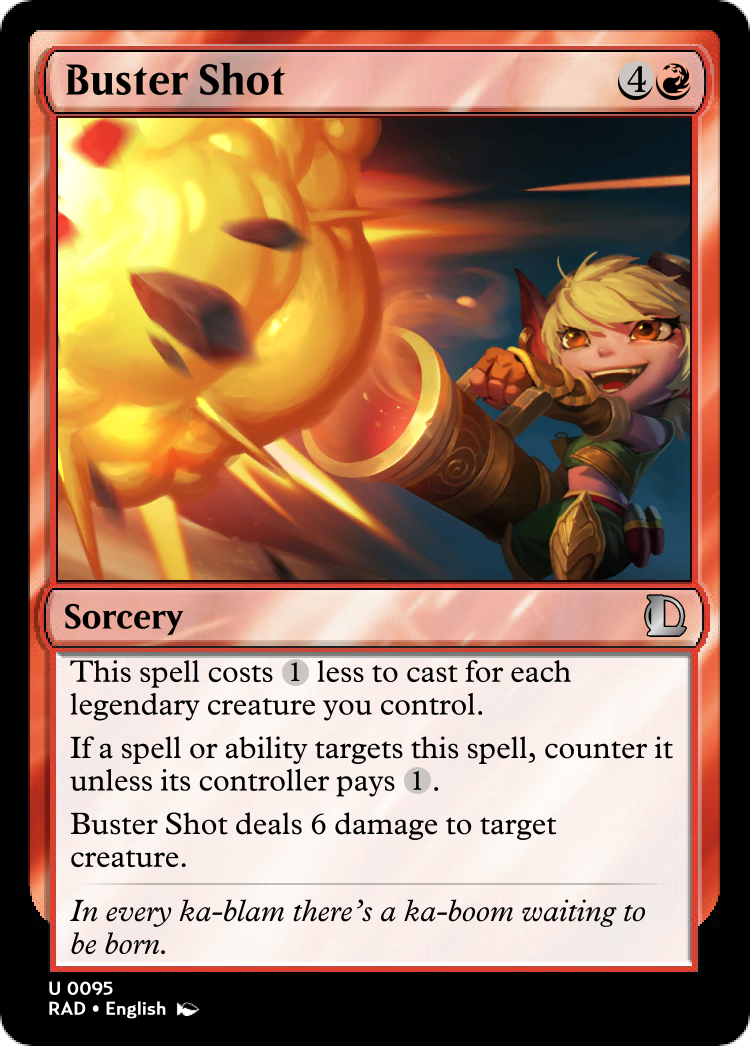 Buster Shot 4
Sorcery
This spell costs 1 less to cast for each
legendary creature you control.
If a spell or ability targets this spell, counter it
unless its controller pays 1.
Buster Shot deals 6 damage to target
creature.
In every ka-blam there's a ka-boom waiting to
be born.
U 0095
RAD • English